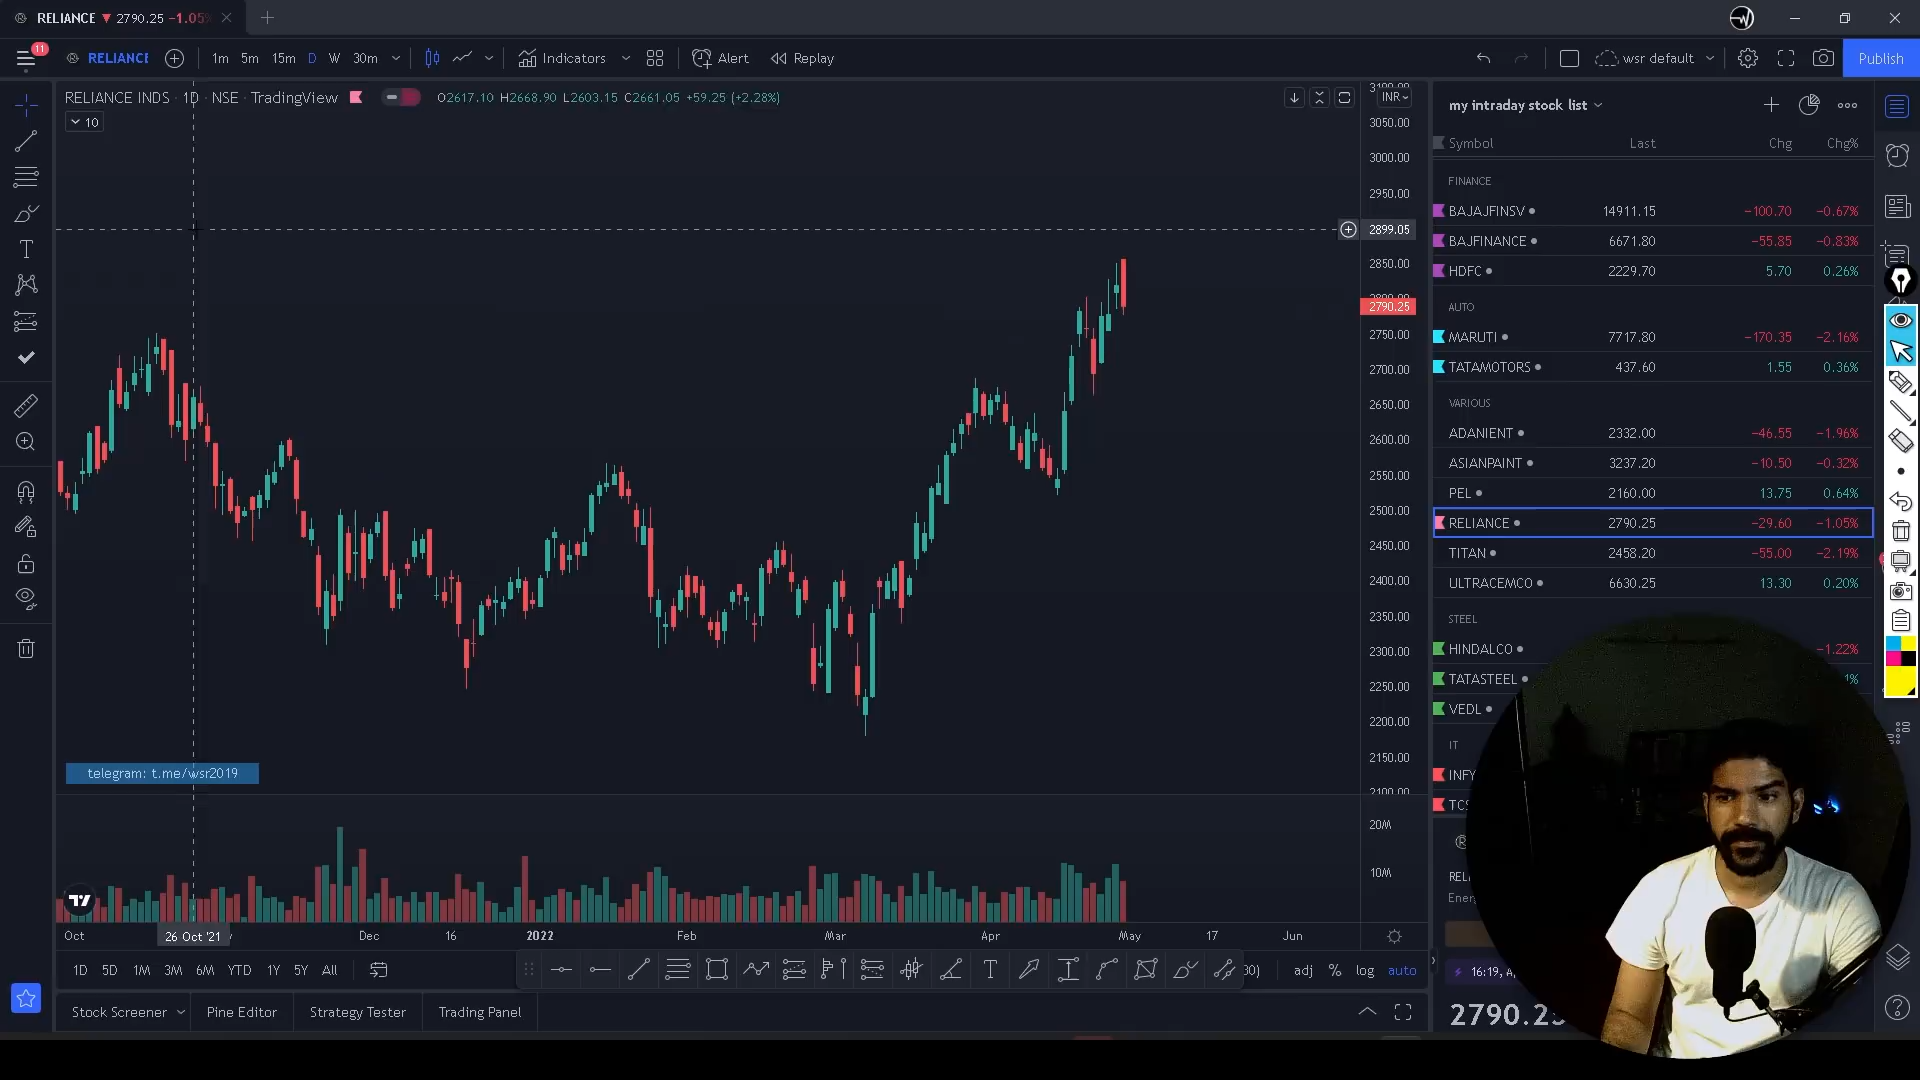 RELIANCE ▼ 2790.25 −1.05
11
RELIANCE
1m 5m 15m D W 30m
Indicators
Alert
Replay
wsr default
Publish
RELIANCE INDS · 1D · NSE · TradingView
O2617.10 H2668.90 L2603.15 C2661.05 +59.25 (+2.28%)
10
INR
3100.00
3050.00
3000.00
2950.00
2899.05
2850.00
2790.25
2750.00
2700.00
2650.00
2600.00
2550.00
2500.00
2450.00
2400.00
2350.00
2300.00
2250.00
2200.00
2150.00
2100.00
20M
10M
telegram: t.me/wsr2019
Oct 26 Oct '21 Dec 16 2022 Feb Mar Apr May 17 Jun
1D 5D 1M 3M 6M YTD 1Y 5Y All
adj % log auto
Stock Screener Pine Editor Strategy Tester Trading Panel
my intraday stock list
Symbol Last Chg Chg%
FINANCE
BAJAJFINSV 14911.15 −100.70 −0.67%
BAJFINANCE 6671.80 −55.85 −0.83%
HDFC 2229.70 5.70 0.26%
AUTO
MARUTI 7717.80 −170.35 −2.16%
TATAMOTORS 437.60 1.55 0.36%
VARIOUS
ADANIENT 2332.00 −46.55 −1.96%
ASIANPAINT 3237.20 −10.50 −0.32%
PEL 2160.00 13.75 0.64%
RELIANCE 2790.25 −29.60 −1.05%
TITAN 2458.20 −55.00 −2.19%
ULTRACEMCO 6630.25 13.30 0.20%
STEEL
HINDALCO −1.22%
TATASTEEL
VEDL
IT
INFY
16:19,
2790.25